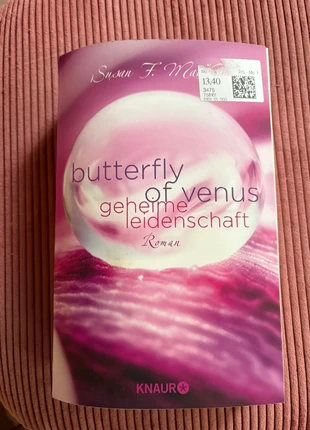 Susan F.
13,40
butterfly
of venus
geheime
leidenschaft
Roman
KNAUR